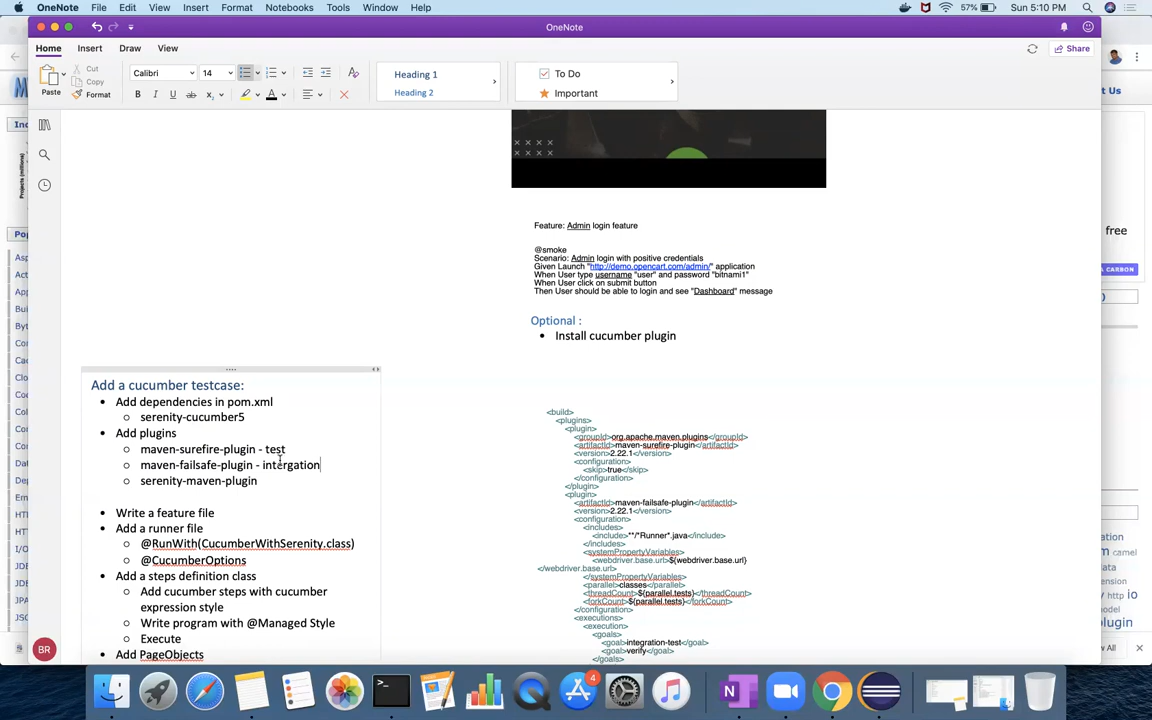 OneNote File Edit View Insert Format Notebooks Tools Window Help
57% Sun 5:10 PM
OneNote
Home Insert Draw View
Share
Cut
Copy
Paste Format
Calibri 14
B I U ab A
Heading 1
Heading 2
To Do
Important
Feature: Admin login feature
@smoke
Scenario: Admin login with positive credentials
Given Launch "http://demo.opencart.com/admin/" application
When User type username "user" and password "bitnami1"
When User click on submit button
Then User should be able to login and see "Dashboard" message
Optional :
Install cucumber plugin
Add a cucumber testcase:
Add dependencies in pom.xml
serenity-cucumber5
Add plugins
maven-surefire-plugin - test
maven-failsafe-plugin - intergation
serenity-maven-plugin
Write a feature file
Add a runner file
@RunWith(CucumberWithSerenity.class)
@CucumberOptions
Add a steps definition class
Add cucumber steps with cucumber
expression style
Write program with @Managed Style
Execute
Add PageObjects
<build>
<plugins>
<plugin>
<groupId>org.apache.maven.plugins</groupId>
<artifactId>maven-surefire-plugin</artifactId>
<version>2.22.1</version>
<configuration>
<skip>true</skip>
</configuration>
</plugin>
<plugin>
<artifactId>maven-failsafe-plugin</artifactId>
<version>2.22.1</version>
<configuration>
<includes>
<include>**/*Runner*.java</include>
</includes>
<systemPropertyVariables>
<webdriver.base.url>${webdriver.base.url}
</webdriver.base.url>
</systemPropertyVariables>
<parallel>classes</parallel>
<threadCount>${parallel.tests}</threadCount>
<forkCount>${parallel.tests}</forkCount>
</configuration>
<executions>
<execution>
<goals>
<goal>integration-test</goal>
<goal>verify</goal>
</goals>
BR
t Us
free
CARBON
Projects (millions)
camel
io
plugin
4